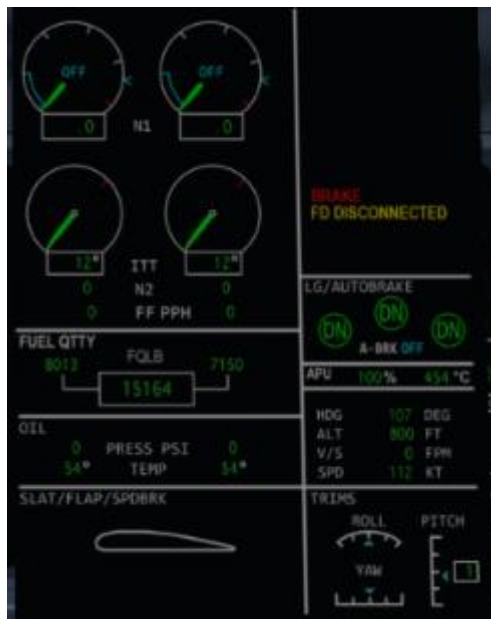 OFF OFF
.0 N1 .0
12° ITT 12°
0 N2 0
0 FF PPH 0
FUEL QTTY
8013 FQLB 7150
15164
OIL
0 PRESS PSI 0
54° TEMP 54°
SLAT/FLAP/SPDBRK
BRAKE
FD DISCONNECTED
LG/AUTOBRAKE
DN DN DN
A-BRK OFF
APU 100% 454 °C
HDG 107 DEG
ALT 800 FT
V/S 0 FPM
SPD 112 KT
TRIMS
ROLL PITCH
YAW